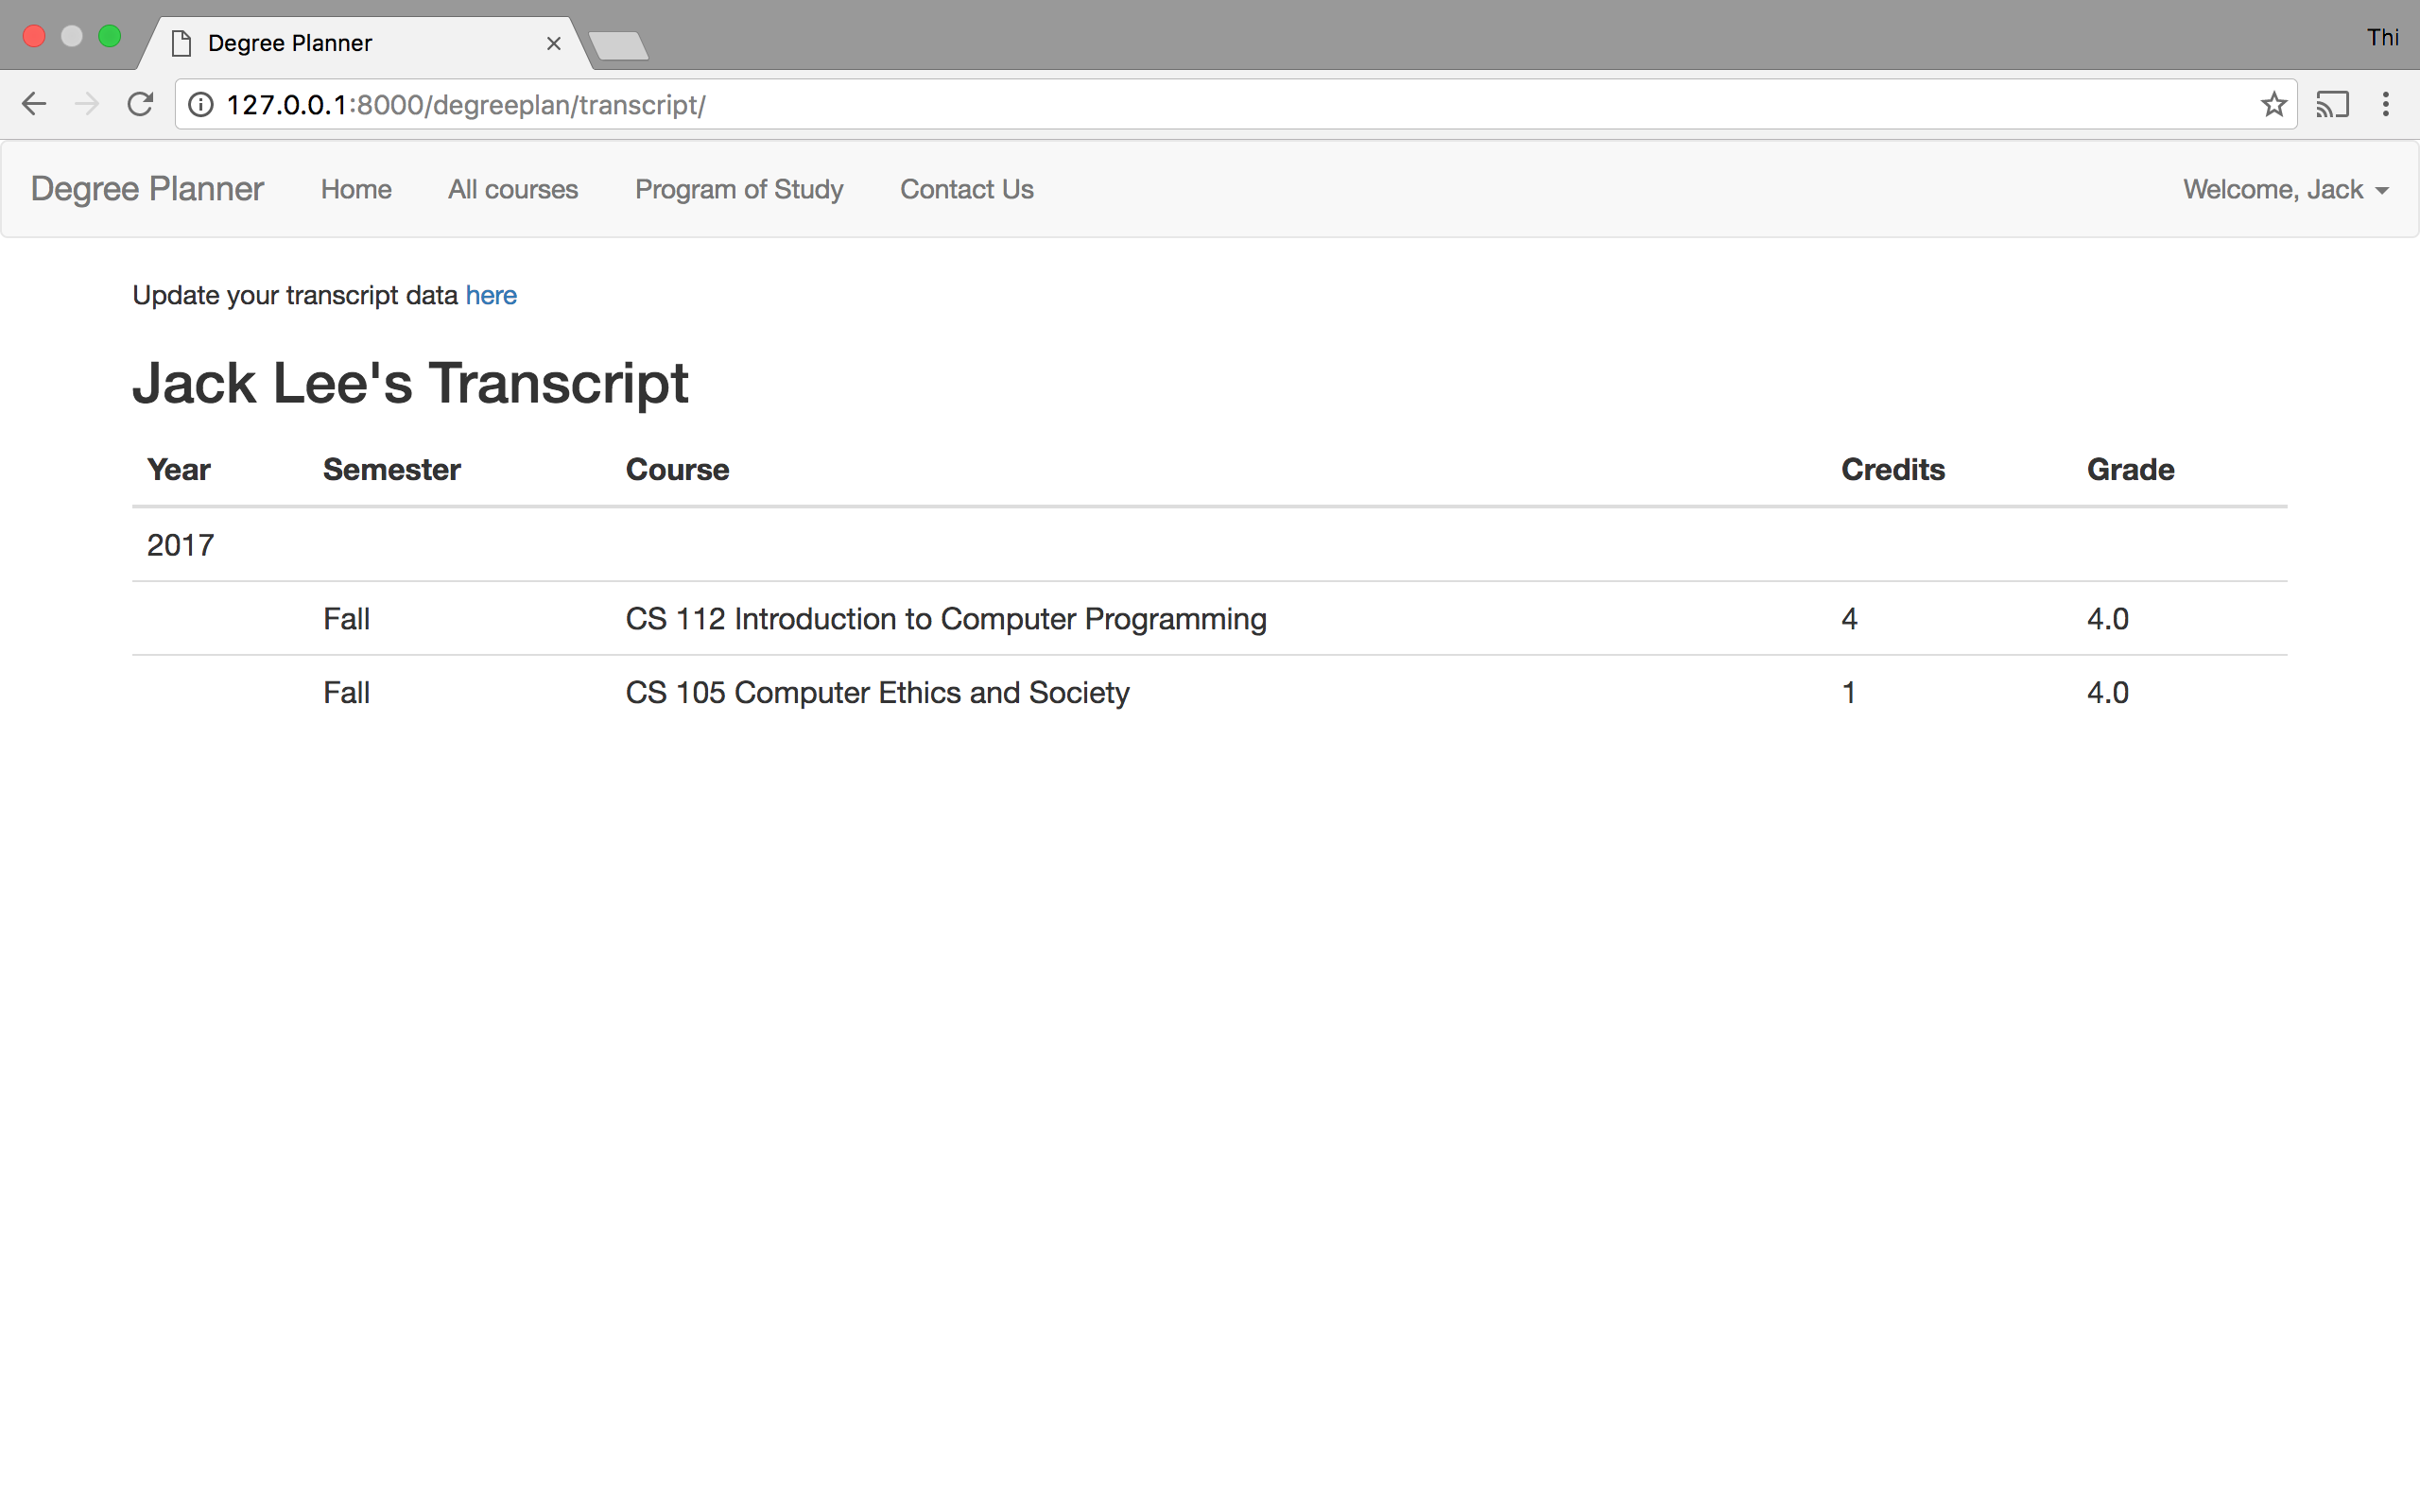 Degree Planner
Thi
127.0.0.1:8000/degreeplan/transcript/
Degree Planner Home All courses Program of Study Contact Us Welcome, Jack
Update your transcript data here
Jack Lee's Transcript
Year Semester Course Credits Grade
2017
Fall CS 112 Introduction to Computer Programming 4 4.0
Fall CS 105 Computer Ethics and Society 1 4.0